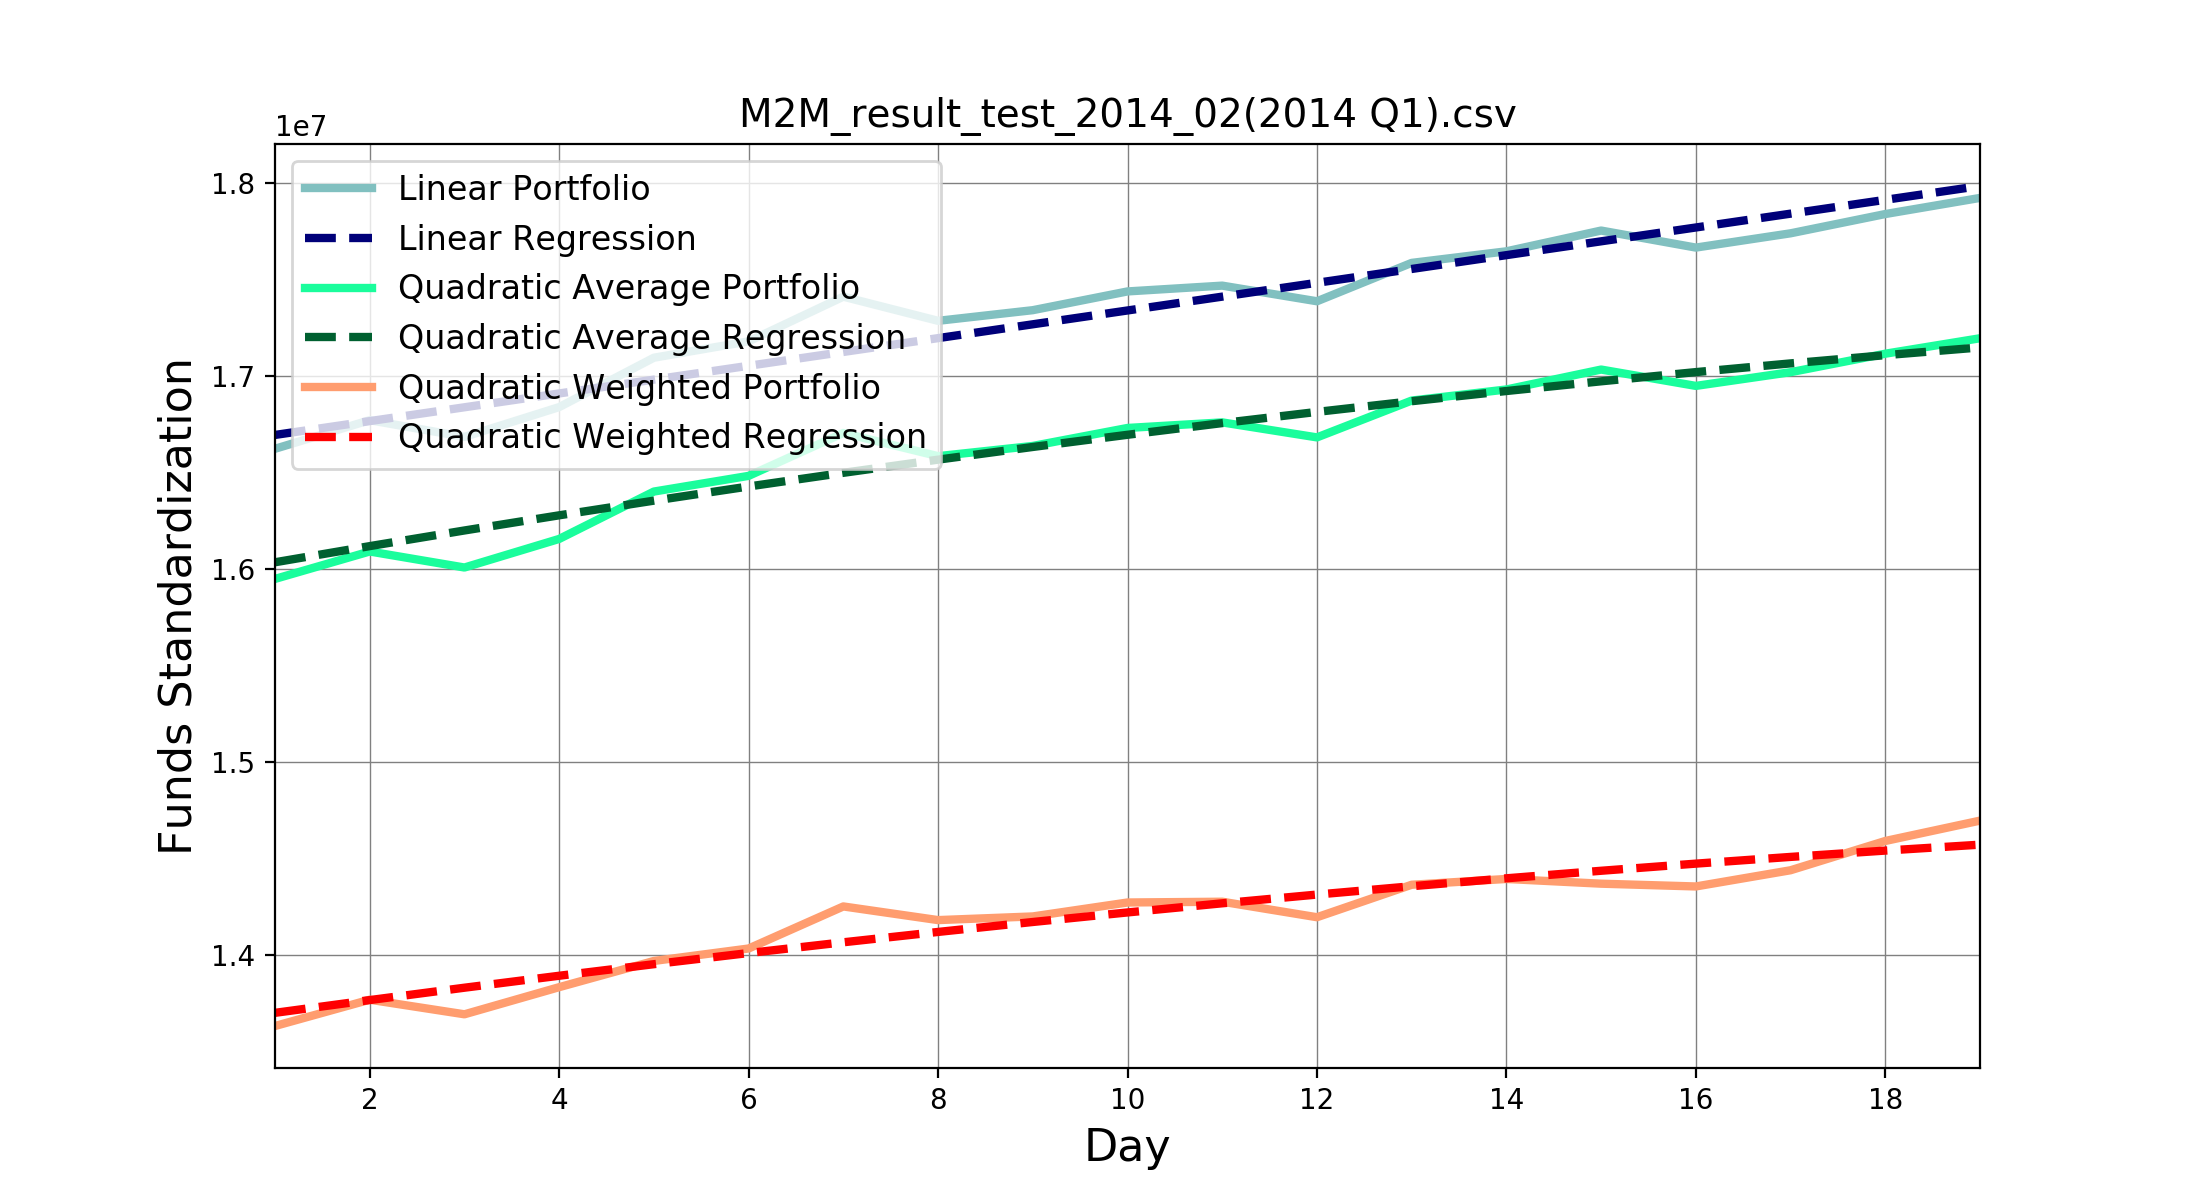 M2M_result_test_2014_02(2014 Q1).csv
1e7
1.8
1.7
1.6
1.5
1.4
Funds Standardization
Linear Portfolio
Linear Regression
Quadratic Average Portfolio
Quadratic Average Regression
Quadratic Weighted Portfolio
Quadratic Weighted Regression
2 4 6 8 10 12 14 16 18
Day